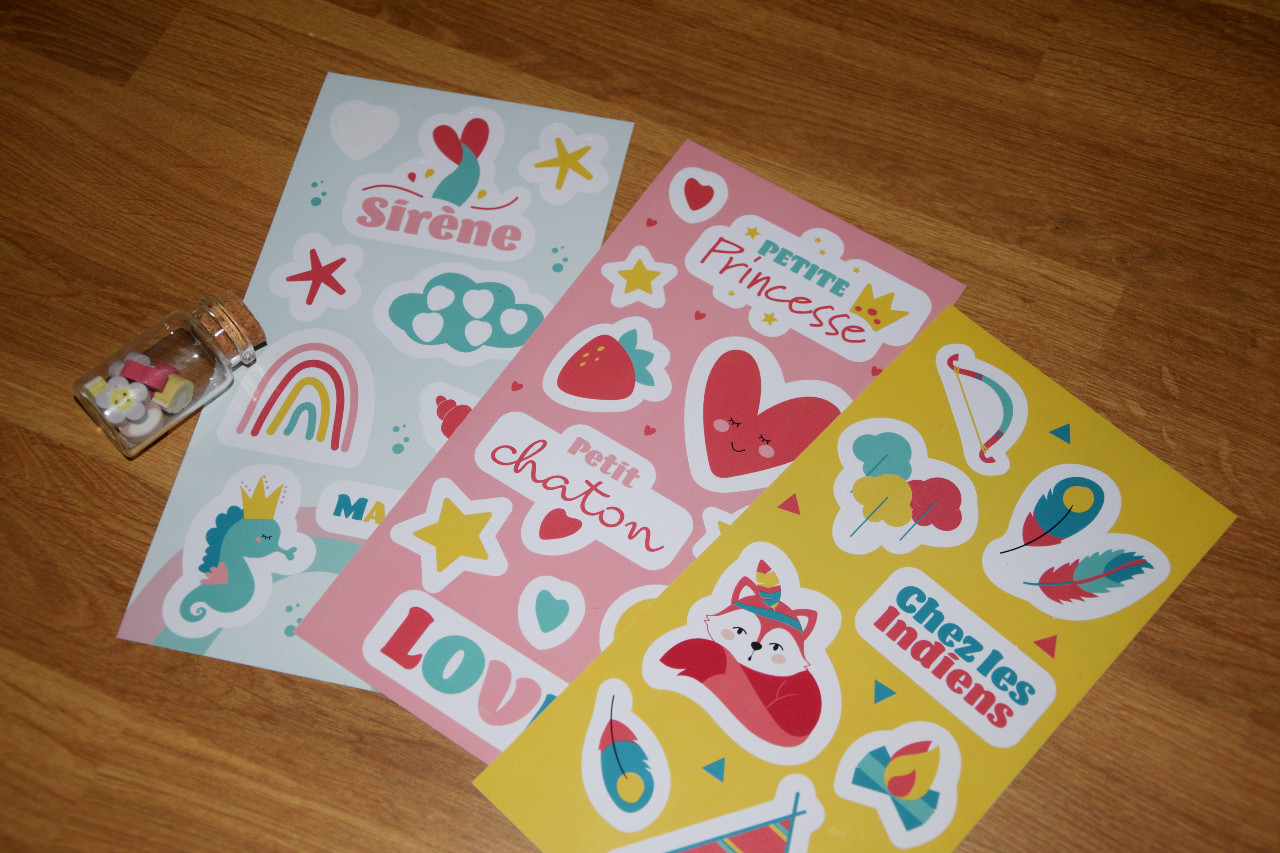 Sirène
PETITE
Princesse
Petit
chaton
chez les
Indiens